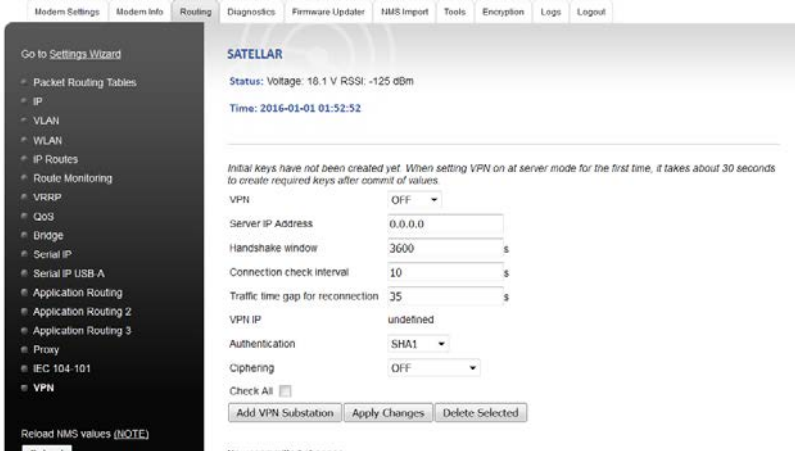 Modem Settings Modem Info Routing Diagnostics Firmware Updater NMS Import Tools Encryption Logs Logout
Go to Settings Wizard
Packet Routing Tables
IP
VLAN
WLAN
IP Routes
Route Monitoring
VRRP
QoS
Bridge
Serial IP
Serial IP USB-A
Application Routing
Application Routing 2
Application Routing 3
Proxy
IEC 104-101
VPN
Reload NMS values (NOTE)
SATELLAR
Status: Voltage: 18.1 V RSSI: -125 dBm
Time: 2016-01-01 01:52:52
Initial keys have not been created yet. When setting VPN on at server mode for the first time, it takes about 30 seconds
to create required keys after commit of values.
VPN OFF
Server IP Address 0.0.0.0
Handshake window 3600 s
Connection check interval 10 s
Traffic time gap for reconnection 35 s
VPN IP undefined
Authentication SHA1
Ciphering OFF
Check All
Add VPN Substation Apply Changes Delete Selected